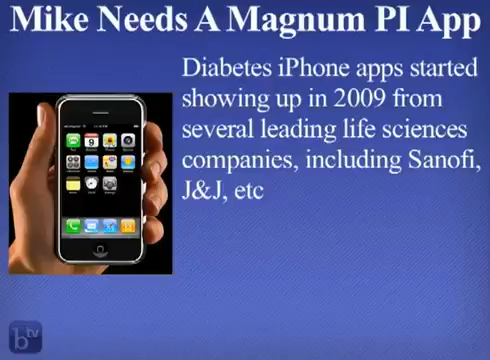 Mike Needs A Magnum PI App
Diabetes iPhone apps started
showing up in 2009 from
several leading life sciences
companies, including Sanofi,
J&J, etc
9
btv